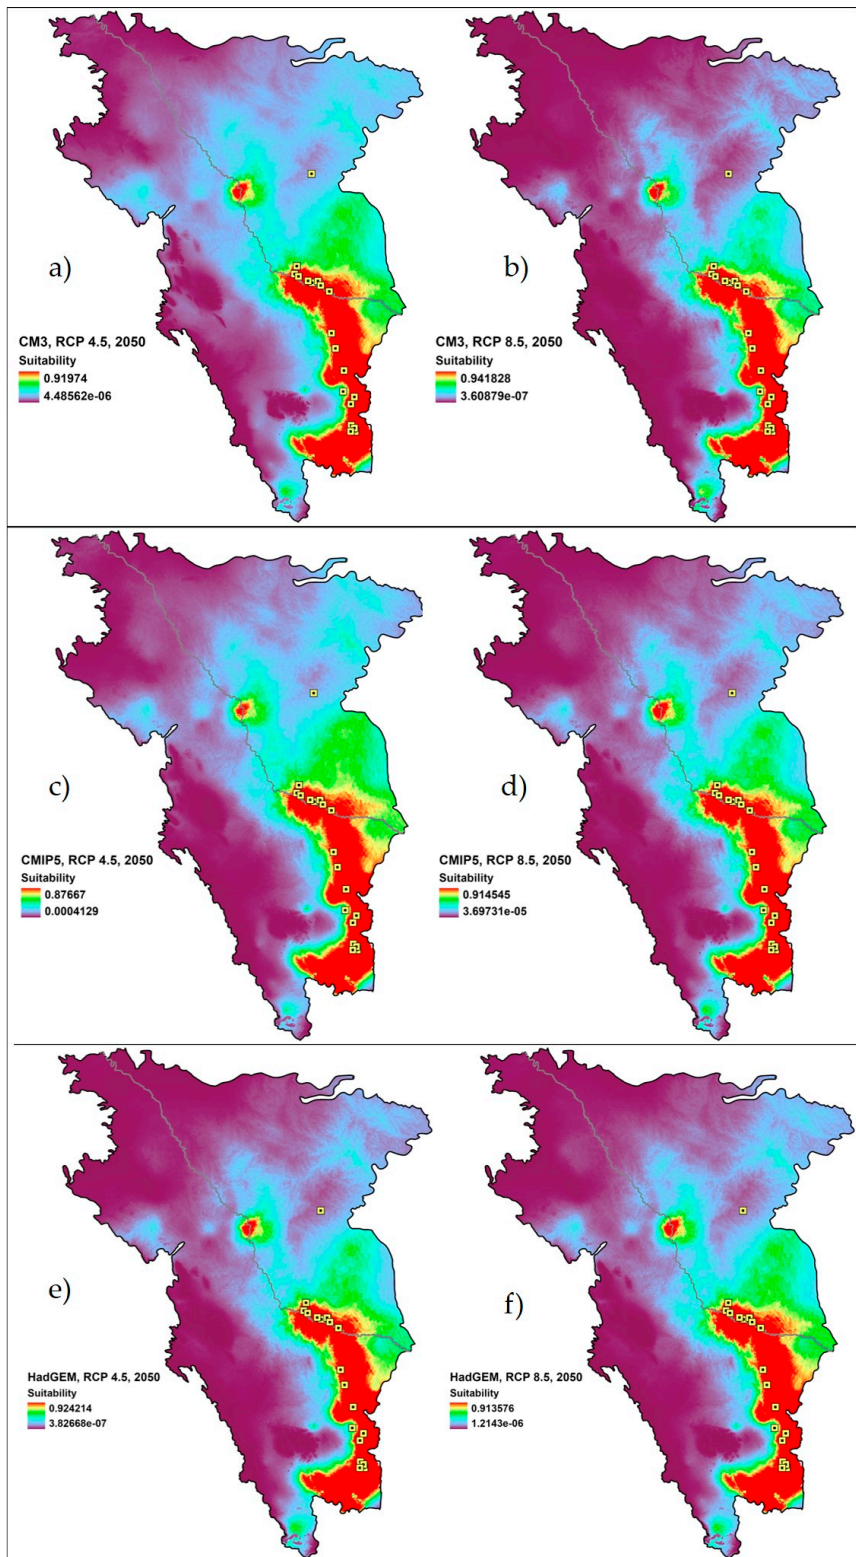 a)
CM3, RCP 4.5, 2050
Suitability
0.91974
4.48562e-06
b)
CM3, RCP 8.5, 2050
Suitability
0.941828
3.60879e-07
c)
CMIP5, RCP 4.5, 2050
Suitability
0.87667
0.0004129
d)
CMIP5, RCP 8.5, 2050
Suitability
0.914545
3.69731e-05
e)
HadGEM, RCP 4.5, 2050
Suitability
0.924214
3.82668e-07
f)
HadGEM, RCP 8.5, 2050
Suitability
0.913576
1.2143e-06